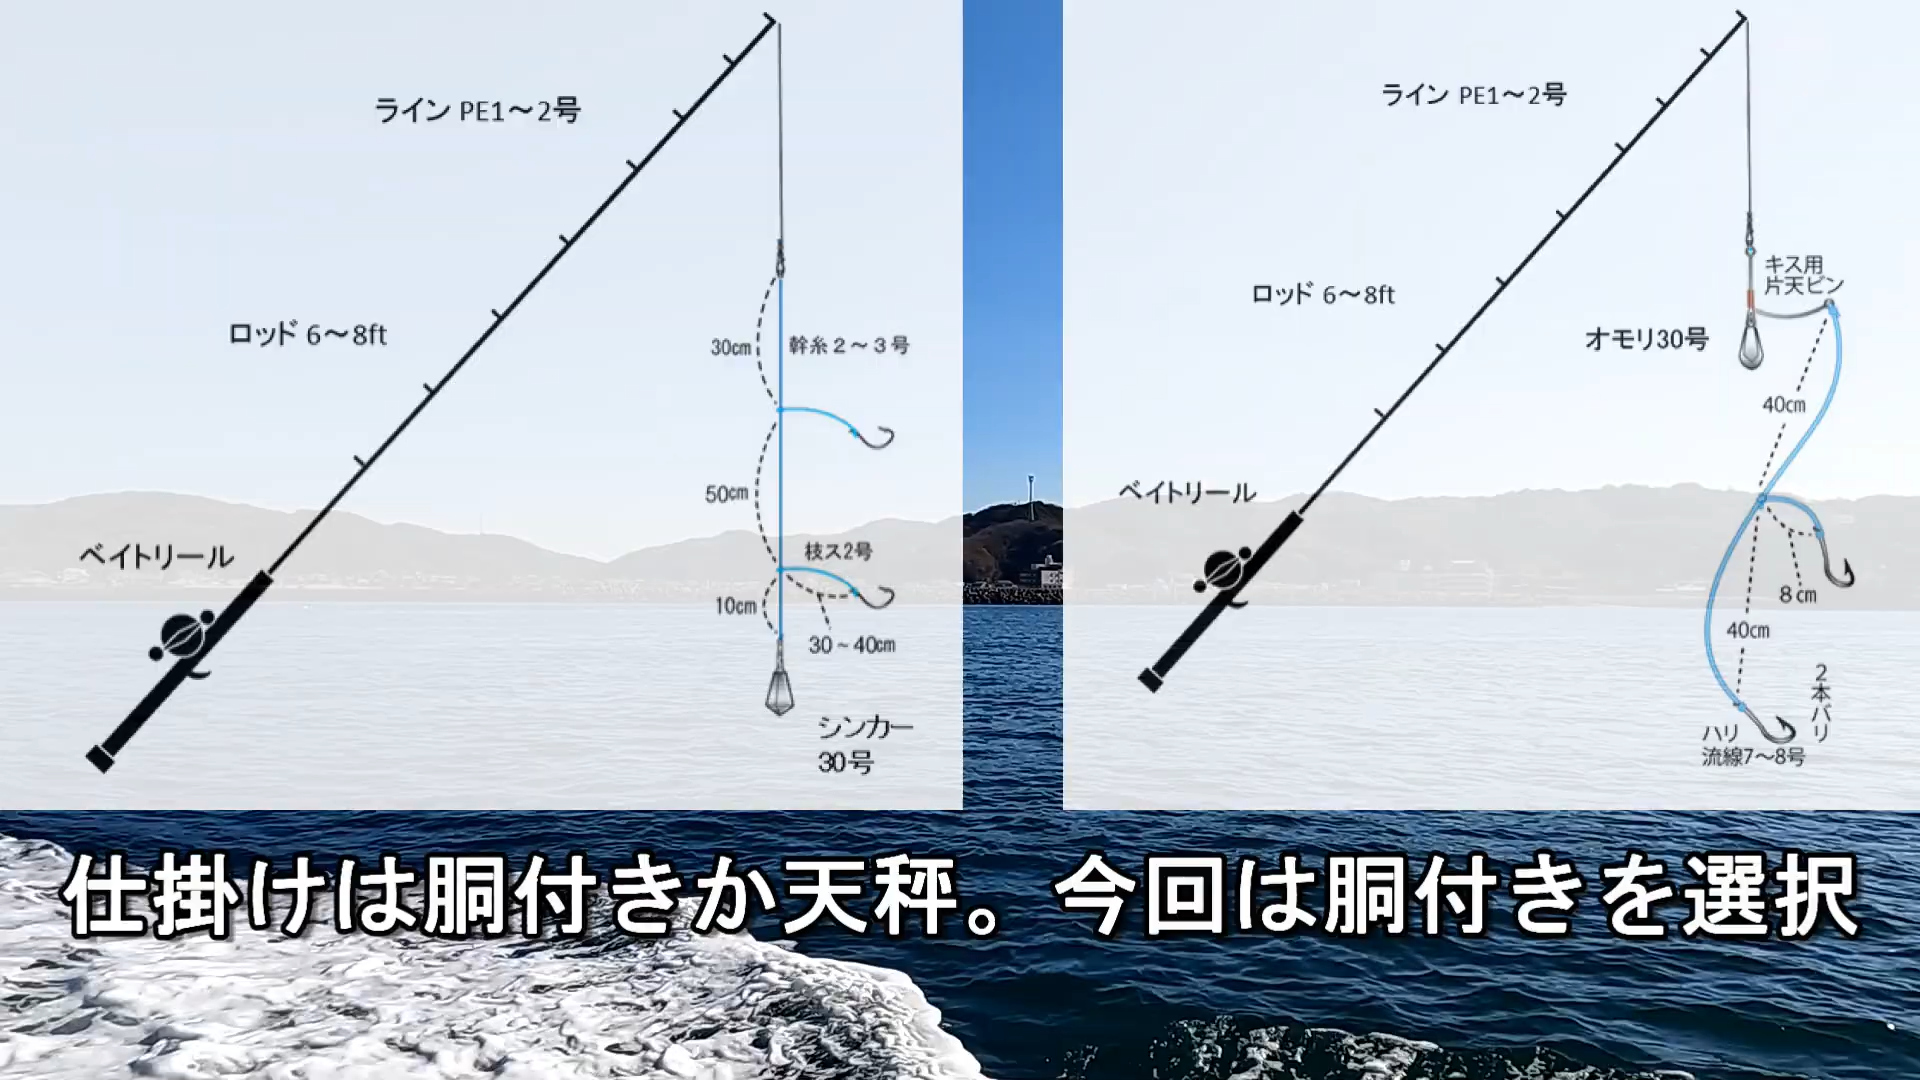 ライン PE1～2号
ロッド 6～8ft
ベイトリール
30cm
幹糸２～３号
50cm
枝ス2号
10cm
30～40cm
シンカー
30号
ライン PE1～2号
ロッド 6～8ft
ベイトリール
キス用
片天ビン
オモリ30号
40cm
8cm
40cm
2本バリ
ハリ
流線7～8号
仕掛けは胴付きか天秤。今回は胴付きを選択